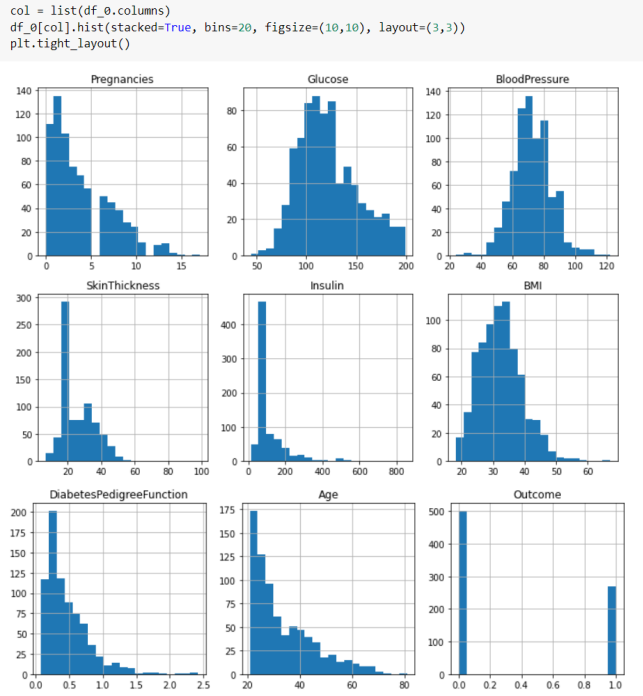 col = list(df_0.columns)
df_0[col].hist(stacked=True, bins=20, figsize=(10,10), layout=(3,3))
plt.tight_layout()
Pregnancies
140
120
100
80
60
40
20
0
0 5 10 15
Glucose
80
60
40
20
0
50 100 150 200
BloodPressure
140
120
100
80
60
40
20
0
20 40 60 80 100 120
SkinThickness
300
250
200
150
100
50
0
20 40 60 80 100
Insulin
400
300
200
100
0
0 200 400 600 800
BMI
100
80
60
40
20
0
20 30 40 50 60
DiabetesPedigreeFunction
200
175
150
125
100
75
50
25
0
0.0 0.5 1.0 1.5 2.0 2.5
Age
175
150
125
100
75
50
25
0
20 40 60 80
Outcome
500
400
300
200
100
0
0.0 0.2 0.4 0.6 0.8 1.0